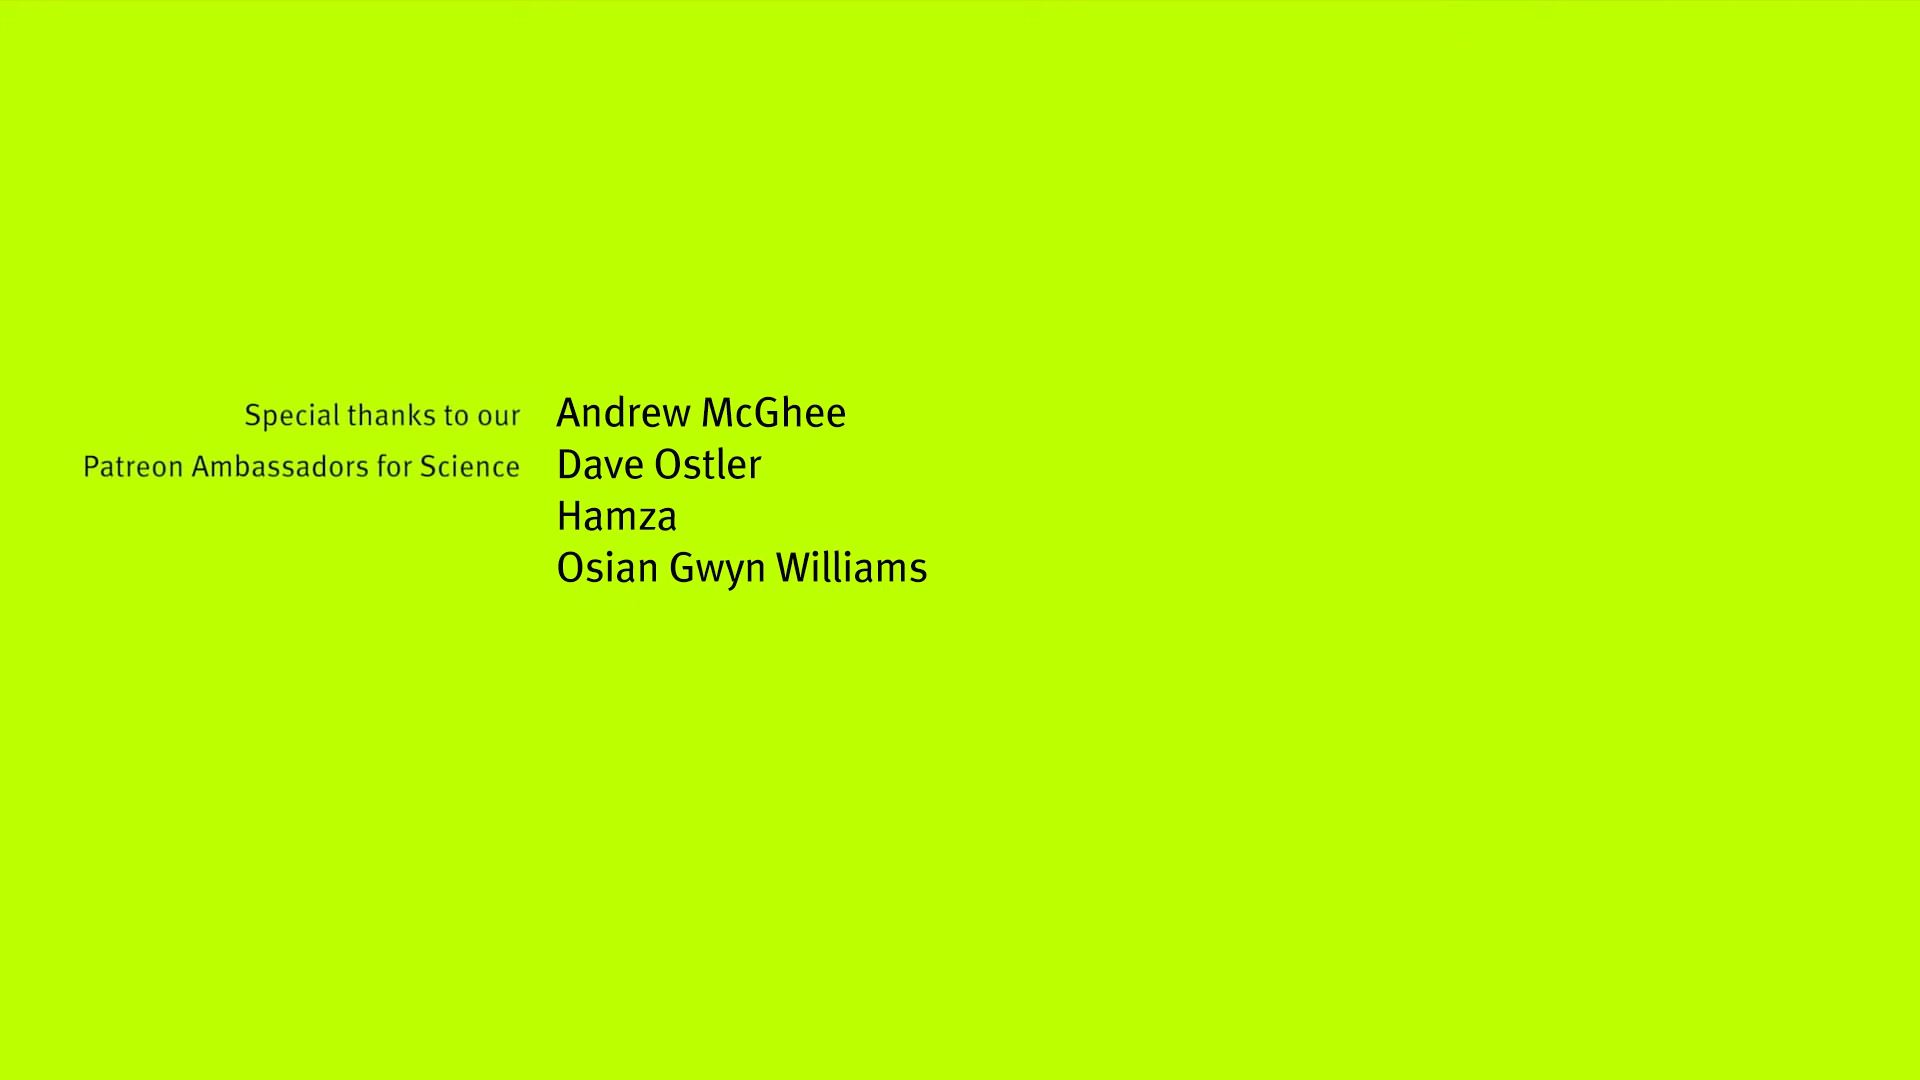 Special thanks to our
Patreon Ambassadors for Science
Andrew McGhee
Dave Ostler
Hamza
Osian Gwyn Williams